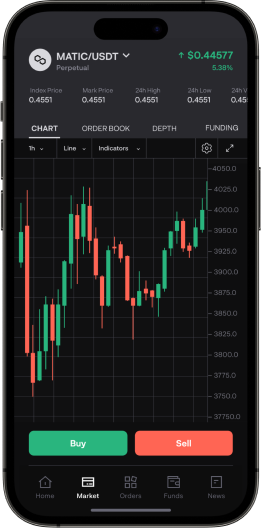 MATIC/USDT
Perpetual
↑ $0.44577
5.38%
Index Price Mark Price 24h High 24h Low 24h V
0.4551 0.4551 0.4551 0.4551 0.45
CHART ORDER BOOK DEPTH FUNDING
1h Line Indicators
4050.0
4025.0
4000.0
3950.0
3925.0
3900.0
3875.0
3850.0
3825.0
3800.0
3775.0
3750.0
37750.0
Buy Sell
Home Market Orders Funds News